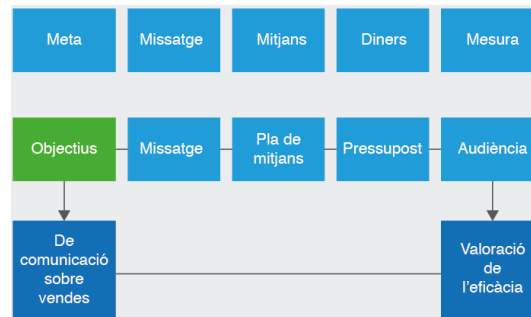 Meta
Missatge
Mitjans
Diners
Mesura
Objectius
Missatge
Pla de
mitjans
Pressupost
Audiència
De
comunicació
sobre
vendes
Valoració
de
l'eficàcia